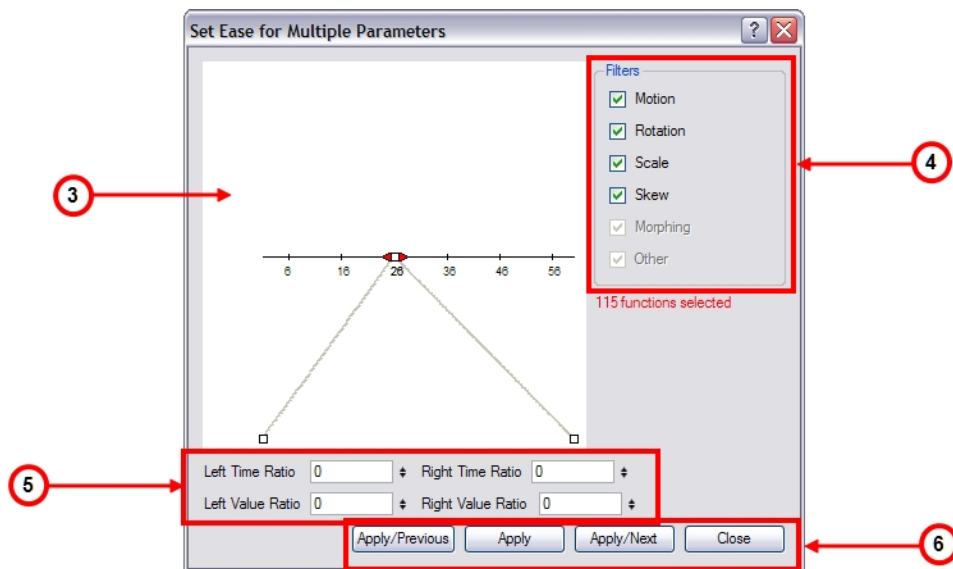 Set Ease for Multiple Parameters ?
Filters
Motion
Rotation
3
Scale
4
Skew
Morphing
6 16 26 36 46 56
Other
115 functions selected
Left Time Ratio 0 Right Time Ratio 0
5
Left Value Ratio 0 Right Value Ratio 0
Apply/Previous Apply Apply/Next Close
6